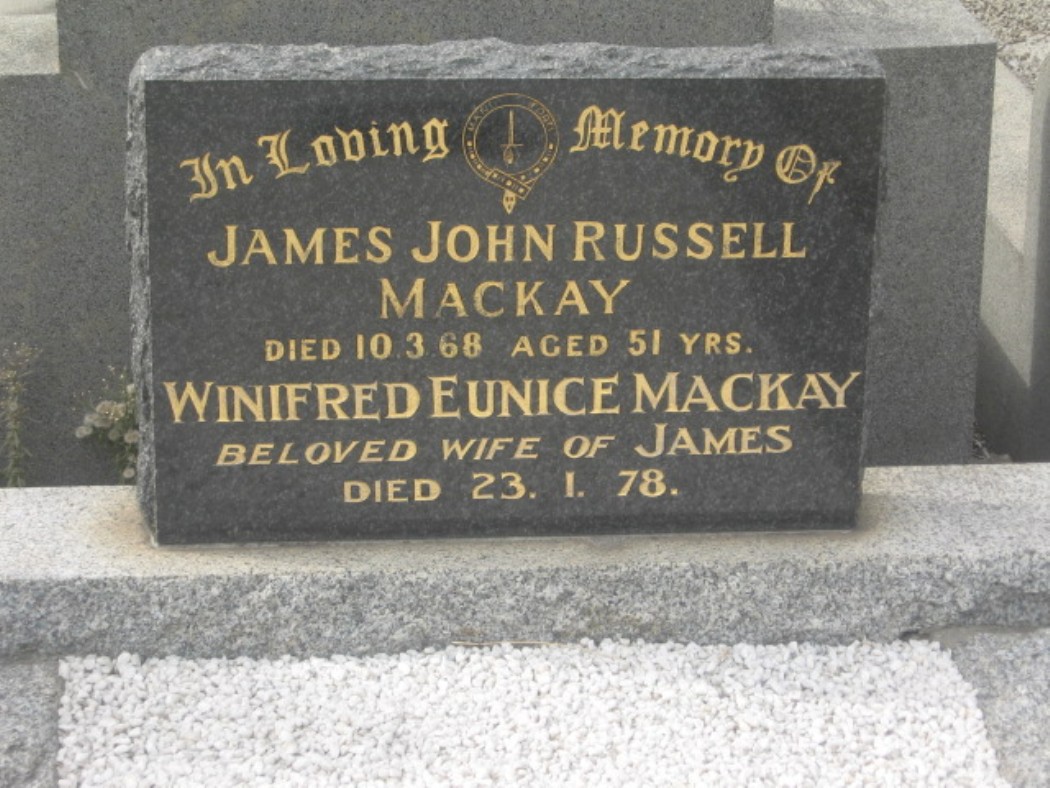 In Loving Memory Of
JAMES JOHN RUSSELL
MACKAY
DIED 10.3.68 AGED 51 YRS.
WINIFRED EUNICE MACKAY
BELOVED WIFE OF JAMES
DIED 23. 1. 78.